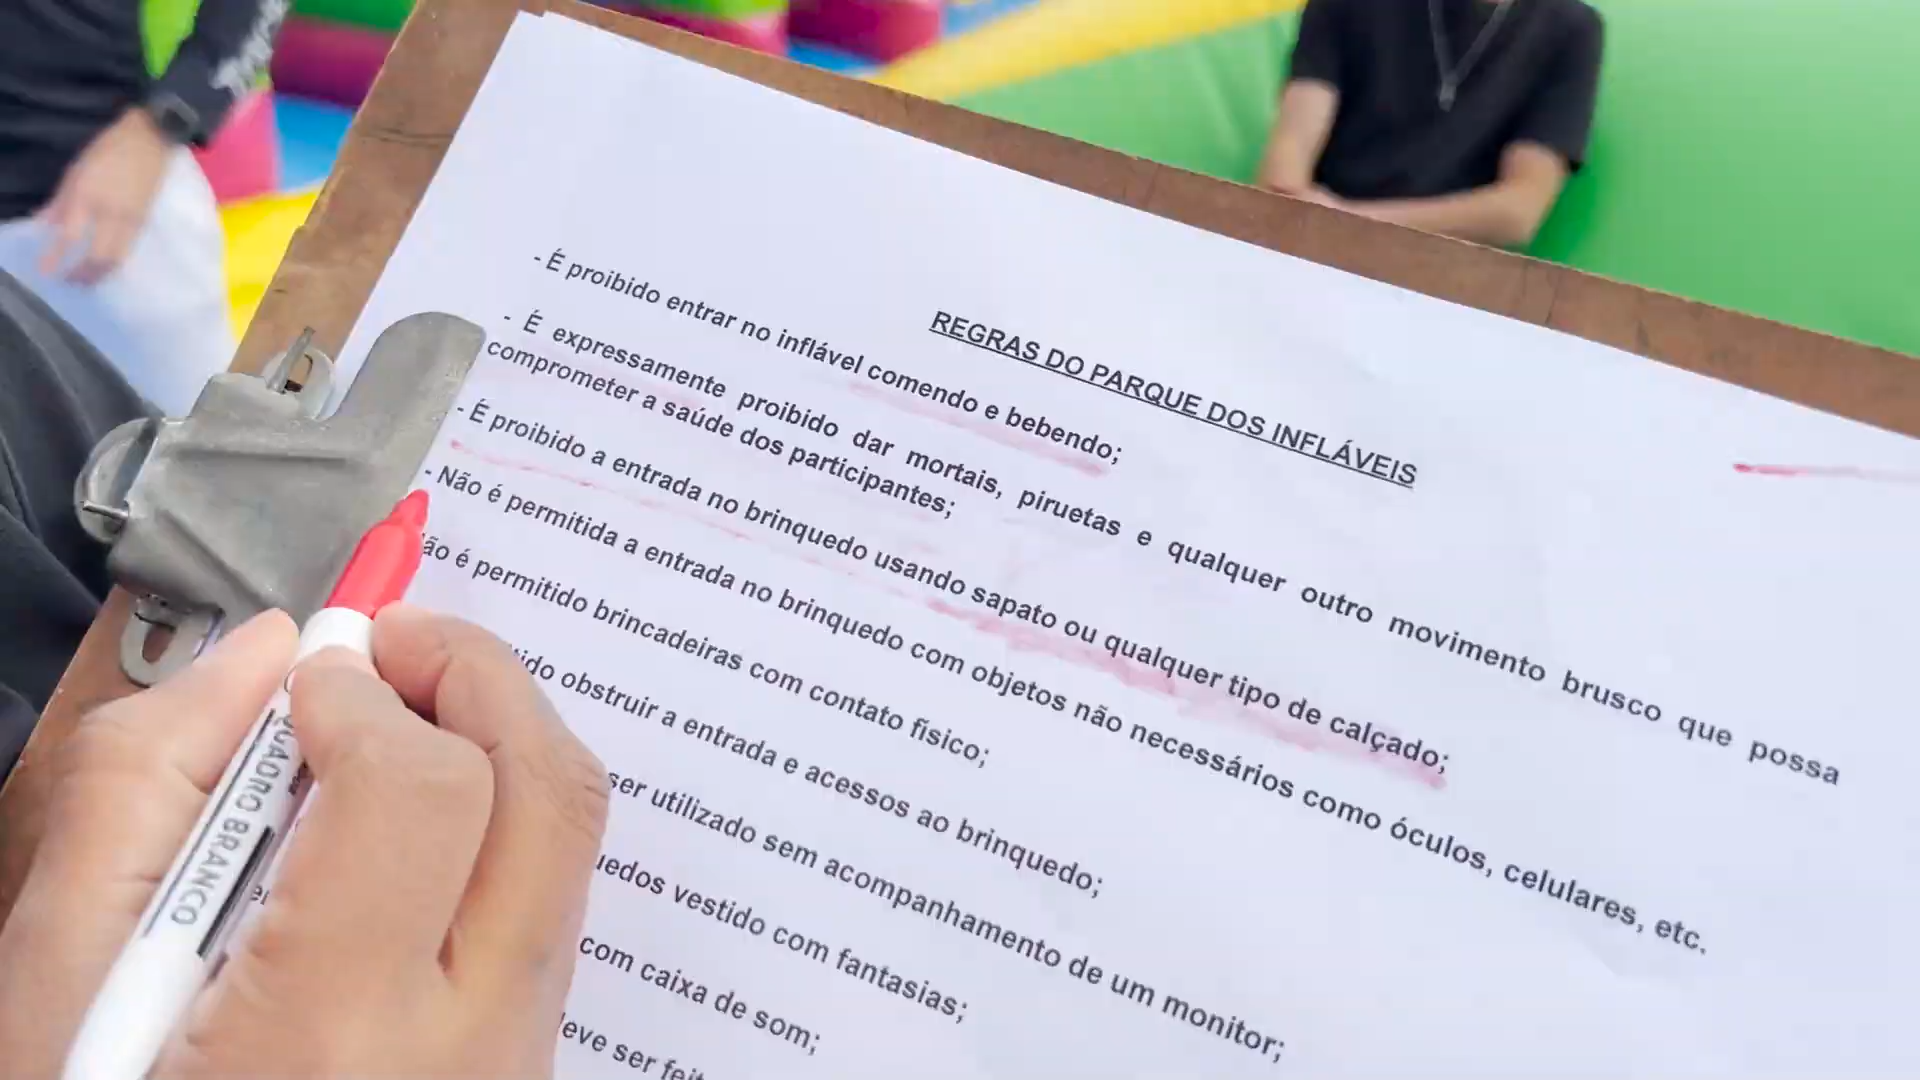 REGRAS DO PARQUE DOS INFLÁVEIS
- É proibido entrar no inflável comendo e bebendo;
- É expressamente proibido dar mortais, piruetas e qualquer outro movimento brusco que possa
comprometer a saúde dos participantes;
- É proibido a entrada no brinquedo usando sapato ou qualquer tipo de calçado;
- Não é permitida a entrada no brinquedo com objetos não necessários como óculos, celulares, etc.
ão é permitido brincadeiras com contato físico;
tido obstruir a entrada e acessos ao brinquedo;
ser utilizado sem acompanhamento de um monitor;
uedos vestido com fantasias;
com caixa de som;
deve ser feit
QUADRO BRANCO